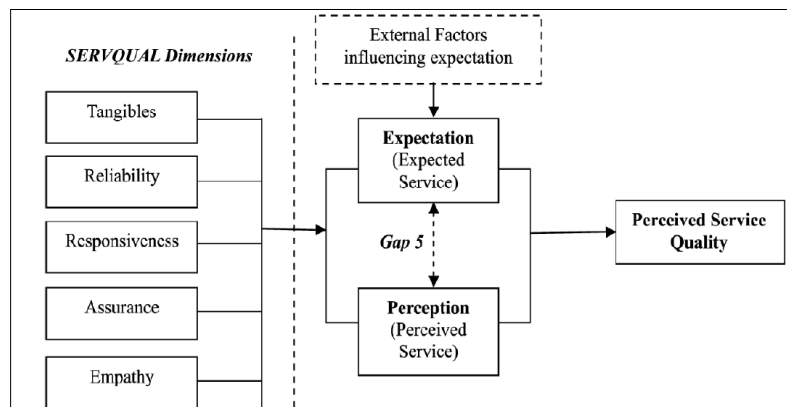 SERVQUAL Dimensions
Tangibles
Reliability
Responsiveness
Assurance
Empathy
External Factors
influencing expectation
Expectation
(Expected
Service)
Gap 5
Perception
(Perceived
Service)
Perceived Service
Quality